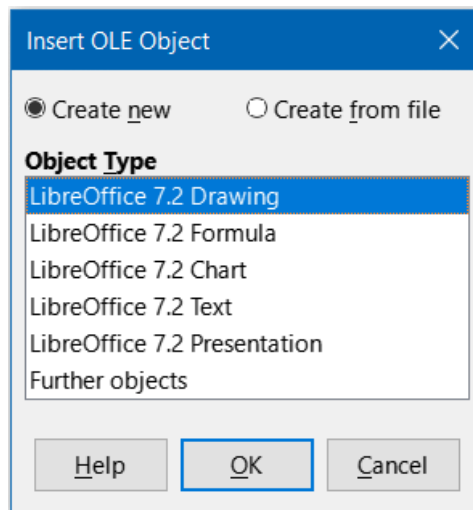 Insert OLE Object
Create new Create from file
Object Type
LibreOffice 7.2 Drawing
LibreOffice 7.2 Formula
LibreOffice 7.2 Chart
LibreOffice 7.2 Text
LibreOffice 7.2 Presentation
Further objects
Help OK Cancel